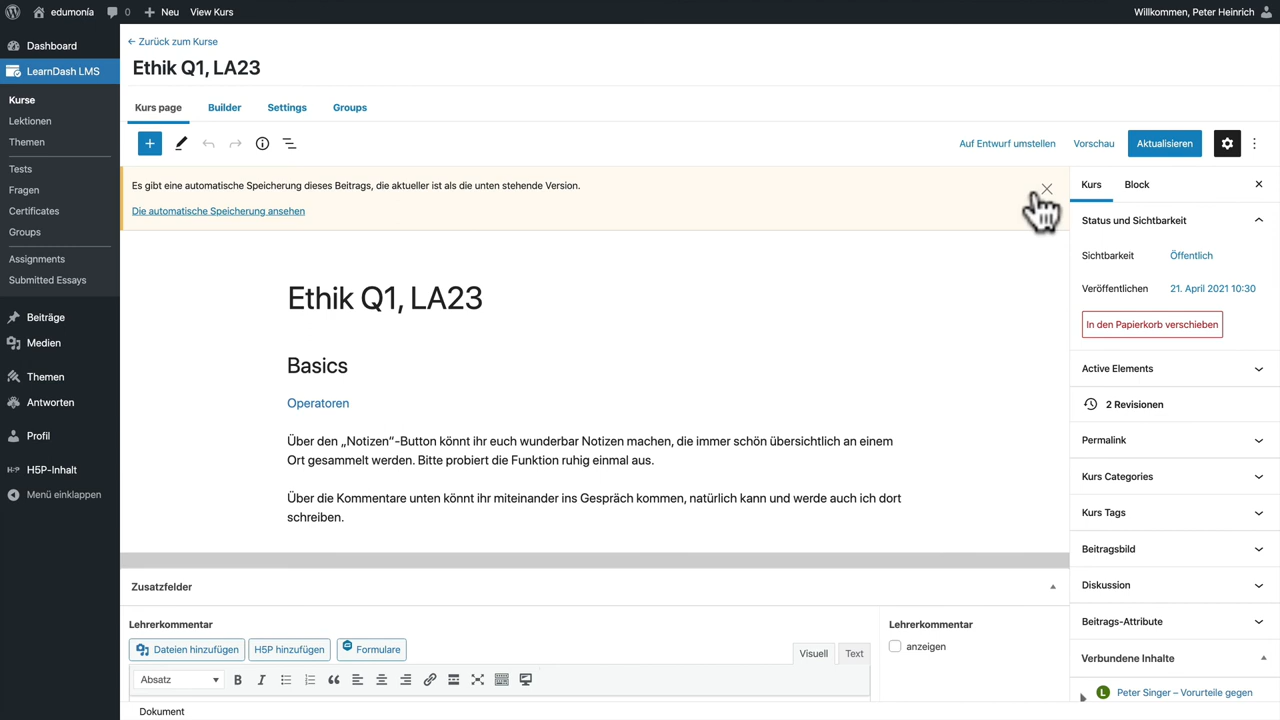 edumonía
0
Neu
View Kurs
Willkommen, Peter Heinrich
Dashboard
LearnDash LMS
Kurse
Lektionen
Themen
Tests
Fragen
Certificates
Groups
Assignments
Submitted Essays
Beiträge
Medien
Themen
Antworten
Profil
H5P H5P-Inhalt
Menü einklappen
← Zurück zum Kurse
Ethik Q1, LA23
Kurs page
Builder
Settings
Groups
Auf Entwurf umstellen
Vorschau
Aktualisieren
Es gibt eine automatische Speicherung dieses Beitrags, die aktueller ist als die unten stehende Version.
Die automatische Speicherung ansehen
Ethik Q1, LA23
Basics
Operatoren
Über den „Notizen“-Button könnt ihr euch wunderbar Notizen machen, die immer schön übersichtlich an einem
Ort gesammelt werden. Bitte probiert die Funktion ruhig einmal aus.
Über die Kommentare unten könnt ihr miteinander ins Gespräch kommen, natürlich kann und werde auch ich dort
schreiben.
Zusatzfelder
Lehrerkommentar
Dateien hinzufügen
H5P hinzufügen
Formulare
Visuell
Text
Absatz
B
I
Lehrerkommentar
anzeigen
Dokument
Kurs
Block
Status und Sichtbarkeit
Sichtbarkeit
Öffentlich
Veröffentlichen
21. April 2021 10:30
In den Papierkorb verschieben
Active Elements
2 Revisionen
Permalink
Kurs Categories
Kurs Tags
Beitragsbild
Diskussion
Beitrags-Attribute
Verbundene Inhalte
L
Peter Singer – Vorurteile gegen